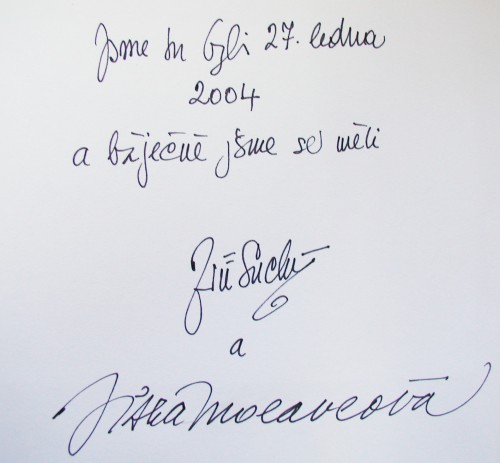 Jsme tu byli 27. ledna
2004
a báječně jsme se měli
Jiří Suchý
a
Jitka Molavcová